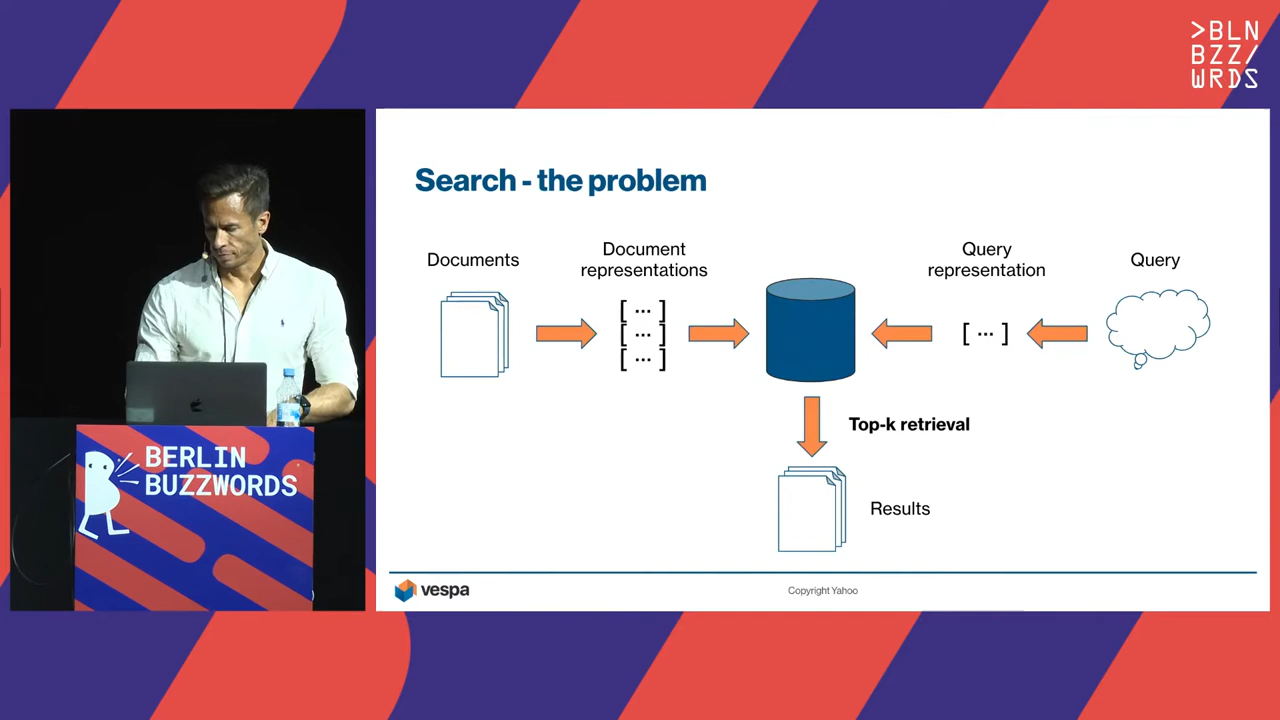 >BLN
BZZ/
WRDS
Search - the problem
Documents
Document
representations
[ ... ]
[ ... ]
[ ... ]
Query
representation
[ ... ]
Query
Top-k retrieval
Results
vespa
Copyright Yahoo
BERLIN
BUZZWORDS